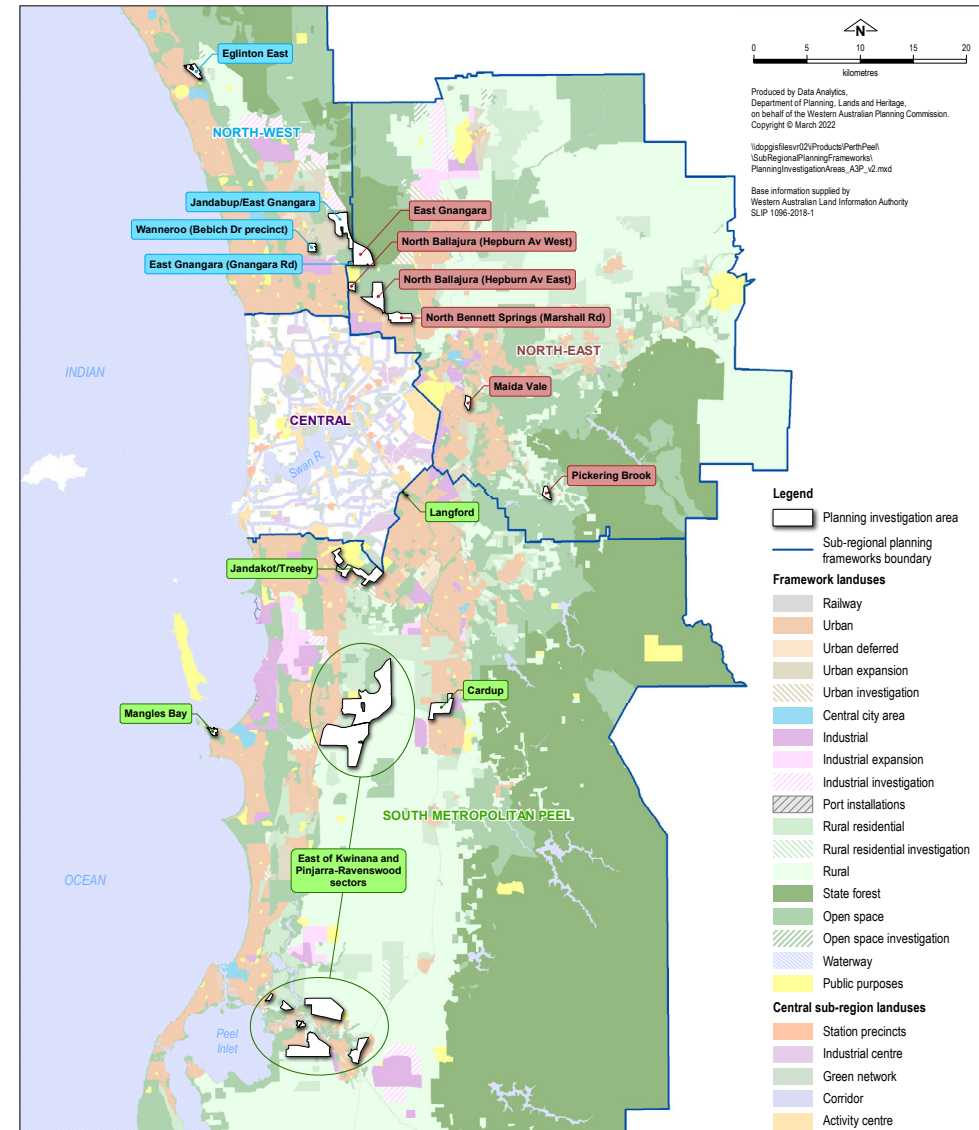 N
0 5 10 15 20
kilometres
Produced by Data Analytics,
Department of Planning, Lands and Heritage,
on behalf of the Western Australian Planning Commission.
Copyright © March 2022
\\dopgisfilesvr02\iProducts\PerthPeel\
\SubRegionalPlanningFrameworks\
PlanningInvestigationAreas_A3P_v2.mxd
Base information supplied by
Western Australian Land Information Authority
SLIP 1096-2018-1
Eglinton East
NORTH-WEST
Jandabup/East Gnangara
East Gnangara
Wanneroo (Bebich Dr precinct)
North Ballajura (Hepburn Av West)
East Gnangara (Gnangara Rd)
North Ballajura (Hepburn Av East)
North Bennett Springs (Marshall Rd)
NORTH-EAST
INDIAN
Maida Vale
CENTRAL
Swan R.
Pickering Brook
Langford
Jandakot/Treeby
Cardup
Mangles Bay
SOUTH METROPOLITAN PEEL
East of Kwinana and
Pinjarra-Ravenswood
sectors
OCEAN
Peel
Inlet
Legend
Planning investigation area
Sub-regional planning
frameworks boundary
Framework landuses
Railway
Urban
Urban deferred
Urban expansion
Urban investigation
Central city area
Industrial
Industrial expansion
Industrial investigation
Port installations
Rural residential
Rural residential investigation
Rural
State forest
Open space
Open space investigation
Waterway
Public purposes
Central sub-region landuses
Station precincts
Industrial centre
Green network
Corridor
Activity centre